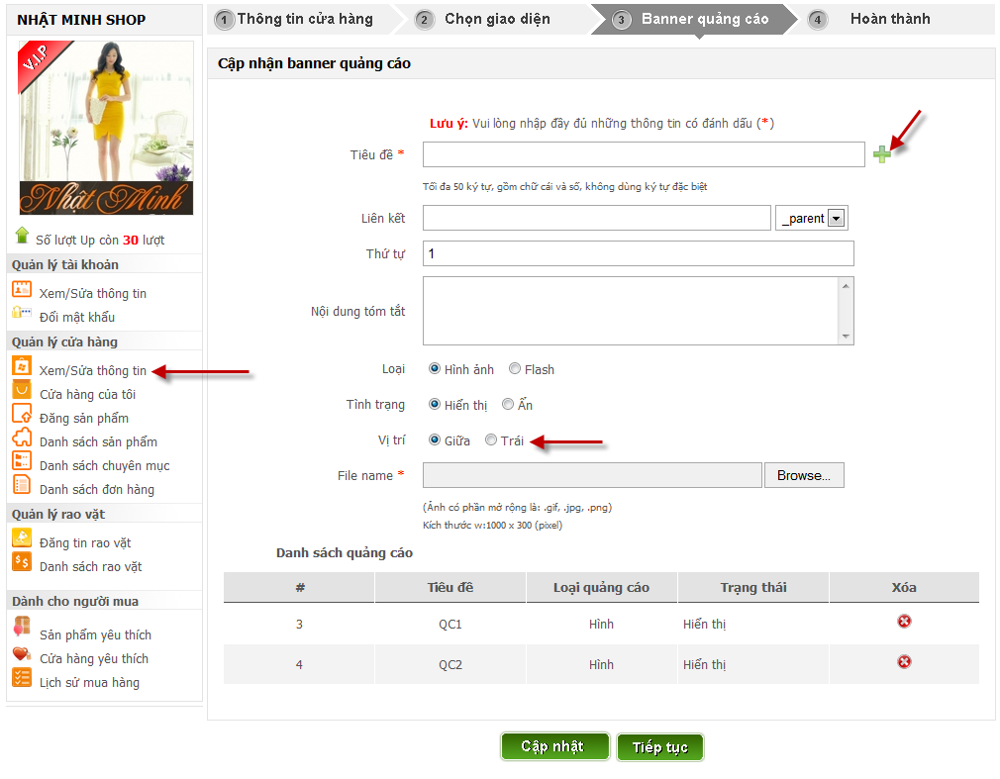 NHẬT MINH SHOP
V.I.P
Nhật Minh
Số lượt Up còn 30 lượt
Quản lý tài khoản
Xem/Sửa thông tin
Đổi mật khẩu
Quản lý cửa hàng
Xem/Sửa thông tin
Cửa hàng của tôi
Đăng sản phẩm
Danh sách sản phẩm
Danh sách chuyên mục
Danh sách đơn hàng
Quản lý rao vặt
Đăng tin rao vặt
Danh sách rao vặt
Dành cho người mua
Sản phẩm yêu thích
Cửa hàng yêu thích
Lịch sử mua hàng
1 Thông tin cửa hàng 2 Chọn giao diện 3 Banner quảng cáo 4 Hoàn thành
Cập nhận banner quảng cáo
Lưu ý: Vui lòng nhập đầy đủ những thông tin có đánh dấu (*)
Tiêu đề *
Tối đa 50 ký tự, gồm chữ cái và số, không dùng ký tự đặc biệt
Liên kết _parent
Thứ tự 1
Nội dung tóm tắt
Loại Hình ảnh Flash
Tình trạng Hiển thị Ẩn
Vị trí Giữa Trái
File name * Browse...
(Ảnh có phần mở rộng là: .gif, .jpg, .png)
Kích thước w:1000 x 300 (pixel)
Danh sách quảng cáo
# Tiêu đề Loại quảng cáo Trạng thái Xóa
3 QC1 Hình Hiển thị
4 QC2 Hình Hiển thị
Cập nhật Tiếp tục